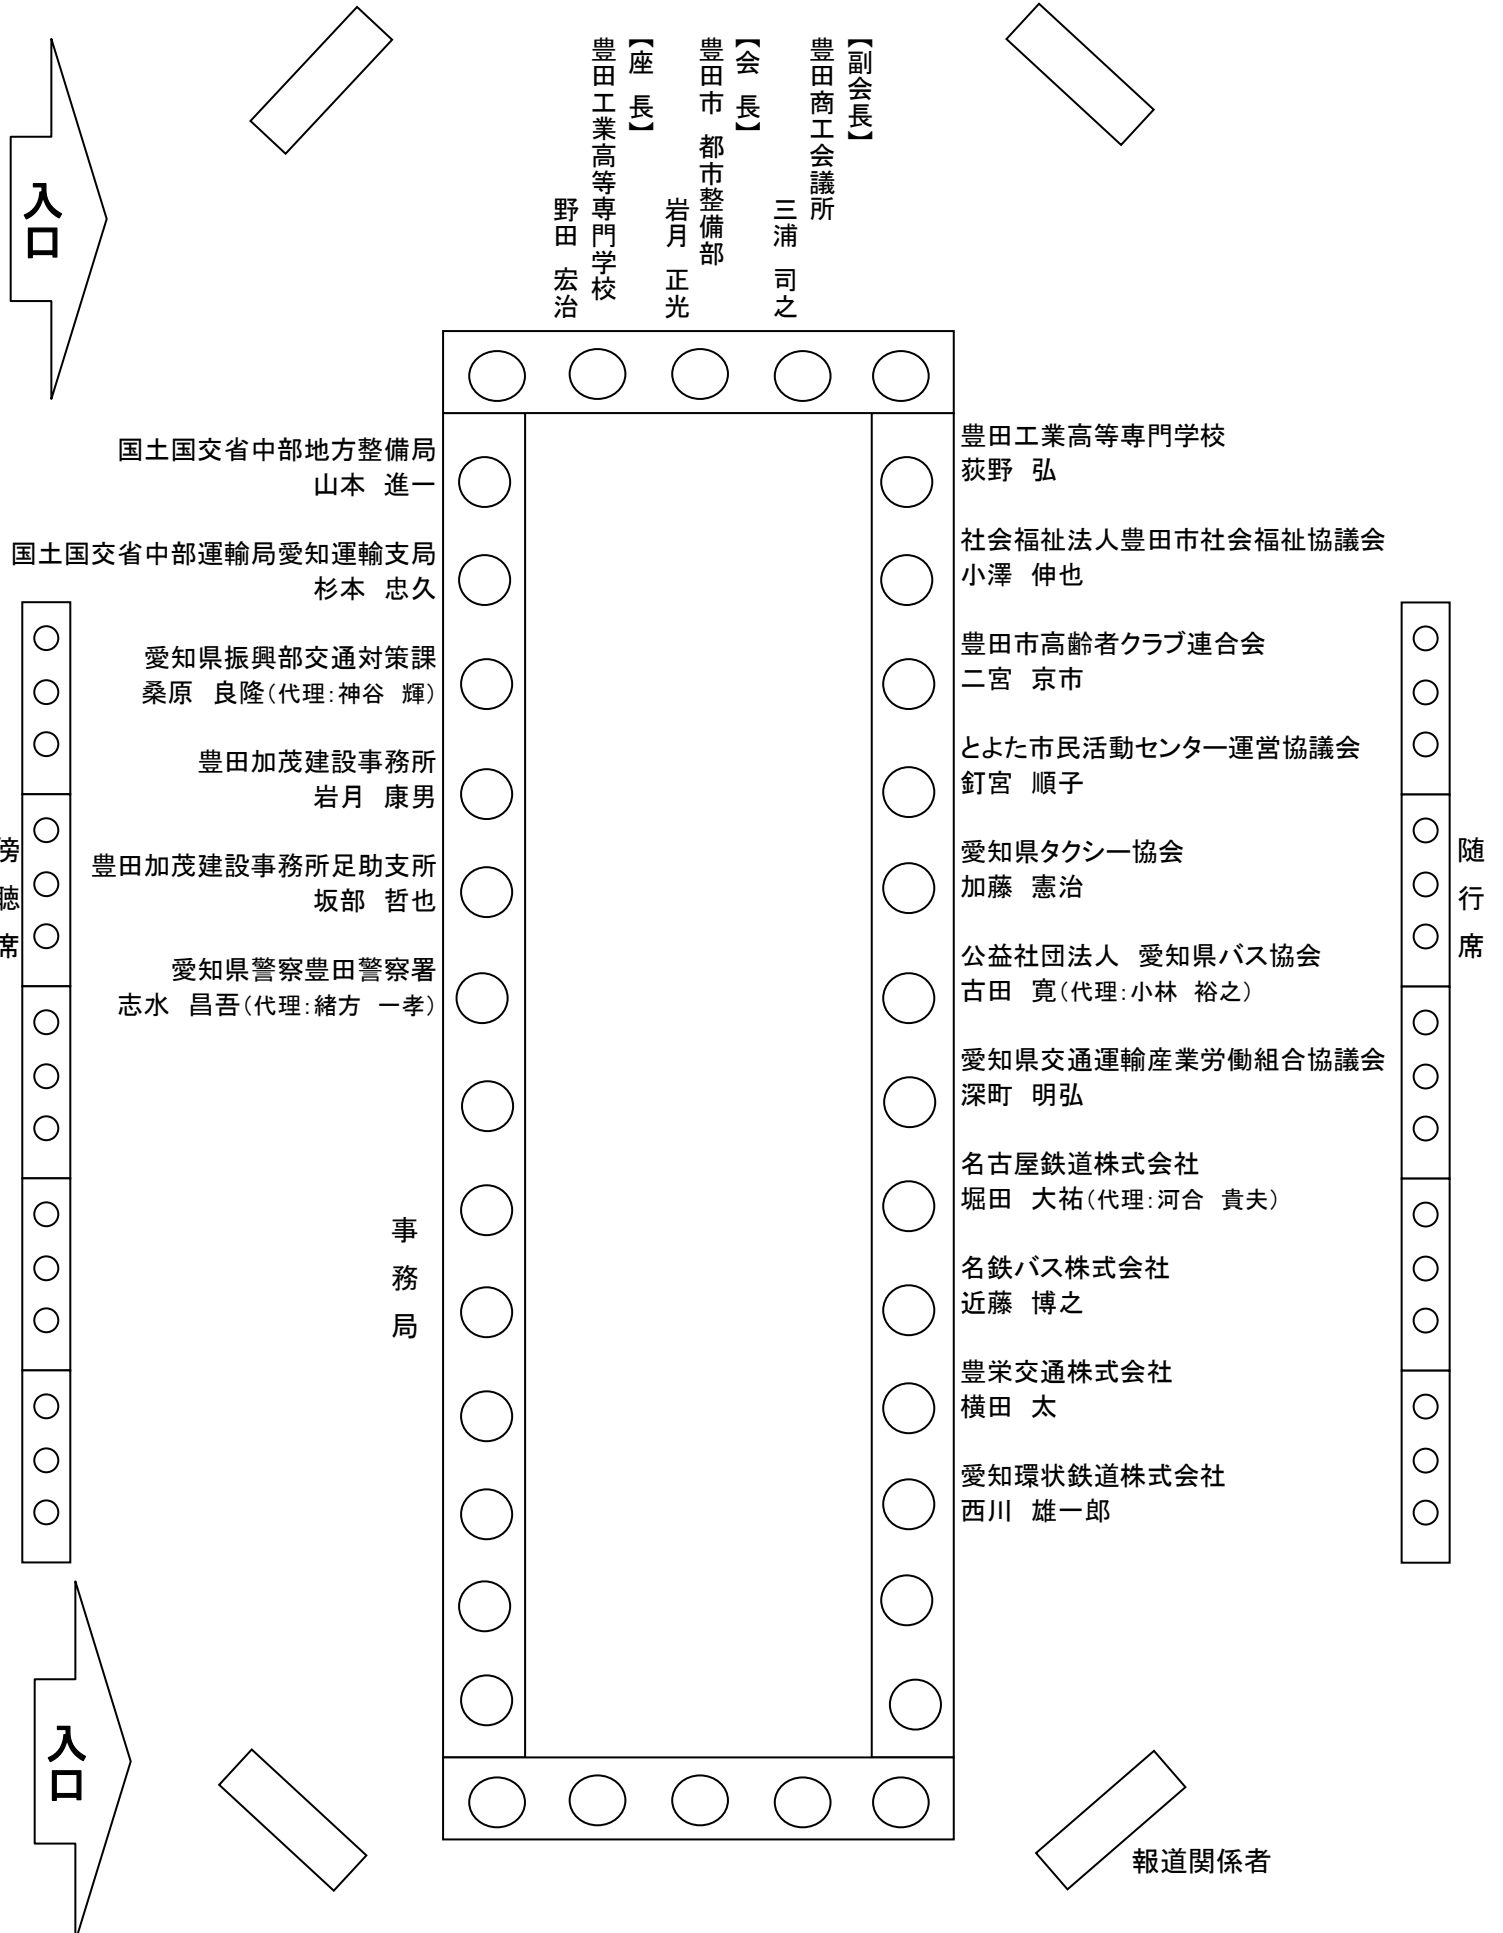 入口
【座　長】
豊田工業高等専門学校
野田　宏治
【会　長】
豊田市　都市整備部
岩月　正光
【副会長】
豊田商工会議所
三浦　司之
国土国交省中部地方整備局
山本　進一
国土国交省中部運輸局愛知運輸支局
杉本　忠久
愛知県振興部交通対策課
桑原　良隆（代理：神谷　輝）
豊田加茂建設事務所
岩月　康男
豊田加茂建設事務所足助支所
坂部　哲也
愛知県警察豊田警察署
志水　昌吾（代理：緒方　一孝）
事務局
傍聴席
豊田工業高等専門学校
荻野　弘
社会福祉法人豊田市社会福祉協議会
小澤　伸也
豊田市高齢者クラブ連合会
二宮　京市
とよた市民活動センター運営協議会
釘宮　順子
愛知県タクシー協会
加藤　憲治
公益社団法人　愛知県バス協会
古田　寛（代理：小林　裕之）
愛知県交通運輸産業労働組合協議会
深町　明弘
名古屋鉄道株式会社
堀田　大祐（代理：河合　貴夫）
名鉄バス株式会社
近藤　博之
豊栄交通株式会社
横田　太
愛知環状鉄道株式会社
西川　雄一郎
随行席
入口
報道関係者